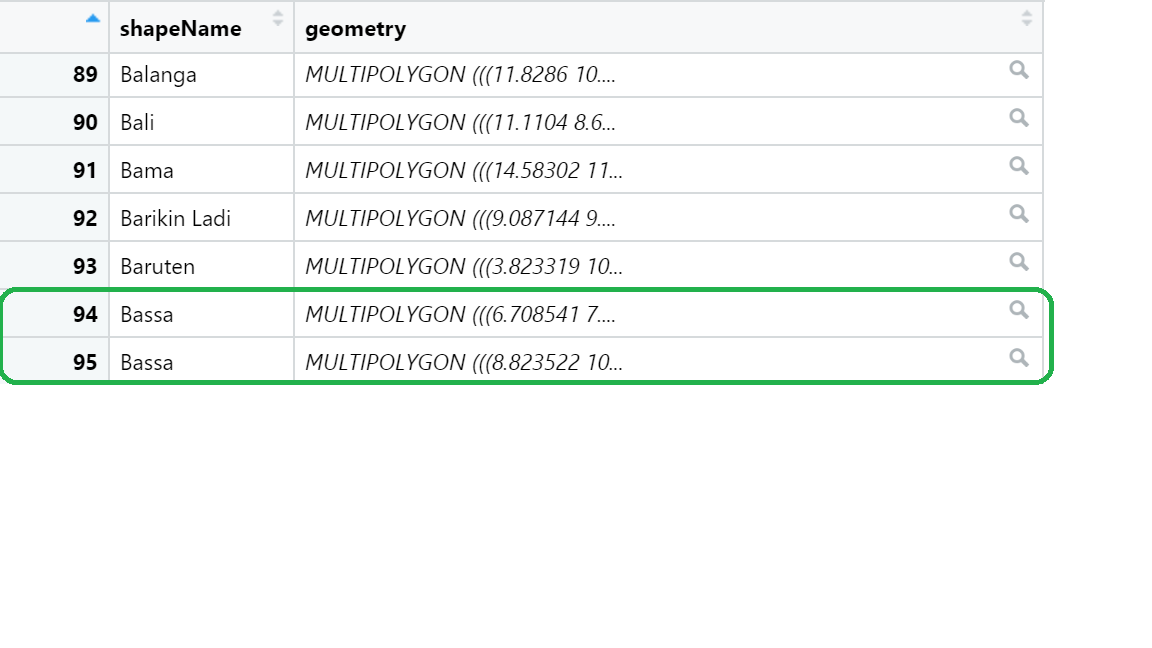 shapeName geometry
89 Balanga MULTIPOLYGON (((11.8286 10....
90 Bali MULTIPOLYGON (((11.1104 8.6...
91 Bama MULTIPOLYGON (((14.58302 11...
92 Barikin Ladi MULTIPOLYGON (((9.087144 9....
93 Baruten MULTIPOLYGON (((3.823319 10...
94 Bassa MULTIPOLYGON (((6.708541 7....
95 Bassa MULTIPOLYGON (((8.823522 10...